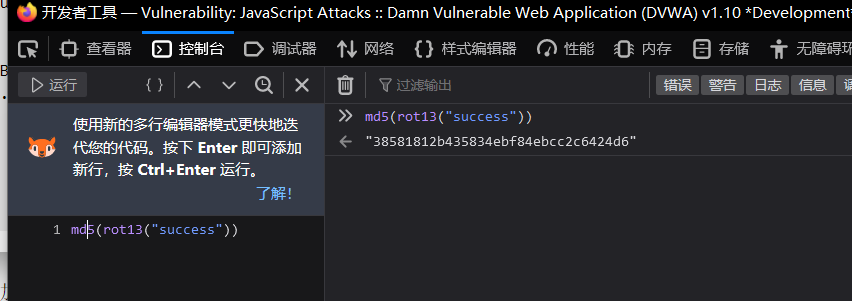 开发者工具 — Vulnerability: JavaScript Attacks :: Damn Vulnerable Web Application (DVWA) v1.10 *Development*
查看器 控制台 调试器 网络 {} 样式编辑器 性能 内存 存储 无障碍环
运行 { } 过滤输出 错误 警告 日志 信息
使用新的多行编辑器模式更快地迭
代您的代码。按下 Enter 即可添加
新行，按 Ctrl+Enter 运行。
了解!
1 md5(rot13("success"))
md5(rot13("success"))
"38581812b435834ebf84ebcc2c6424d6"